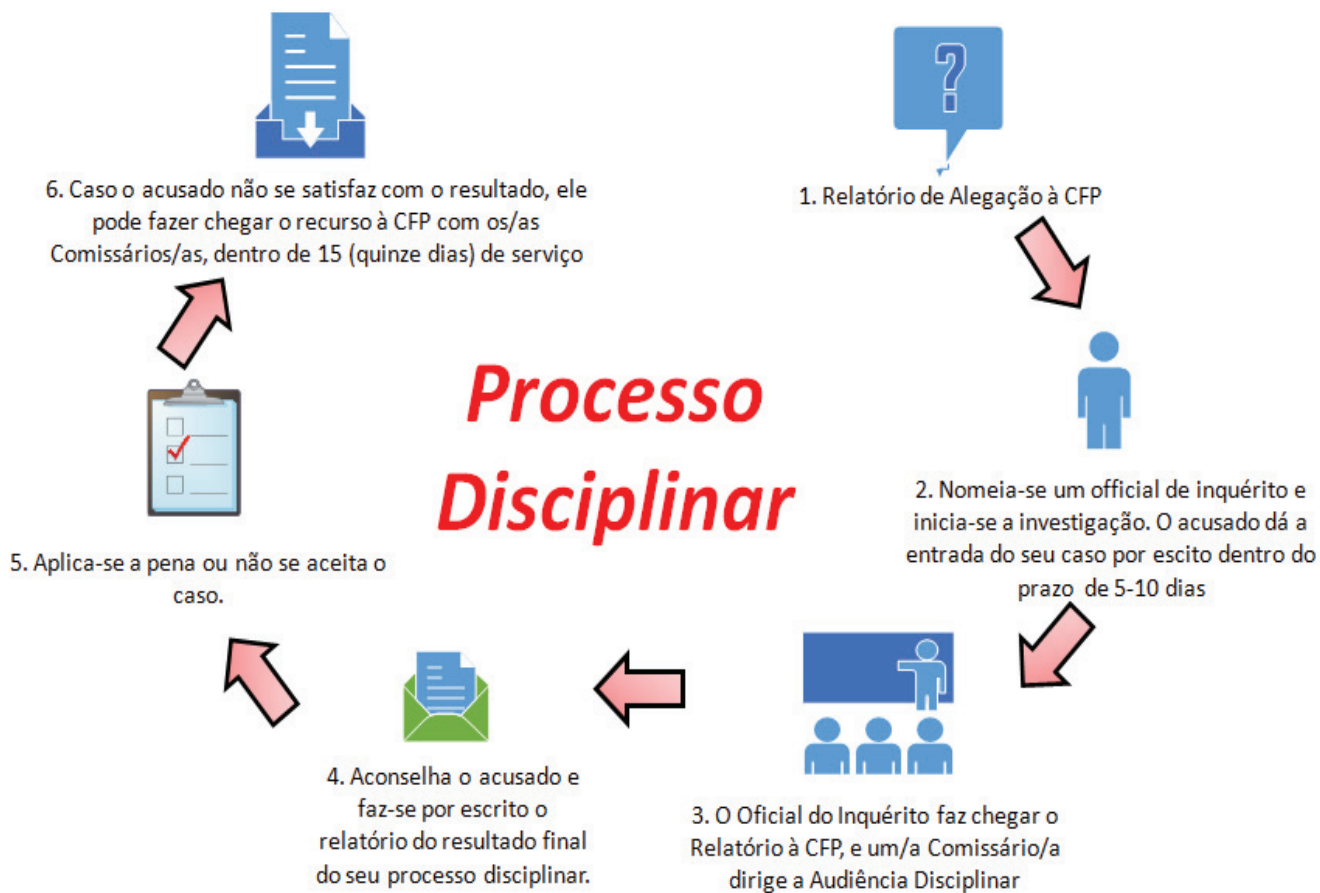 Processo
Disciplinar
1. Relatório de Alegação à CFP
2. Nomeia-se um official de inquérito e
inicia-se a investigação. O acusado dá a
entrada do seu caso por escito dentro do
prazo de 5-10 dias
3. O Oficial do Inquérito faz chegar o
Relatório à CFP, e um/a Comissário/a
dirige a Audiência Disciplinar
4. Aconselha o acusado e
faz-se por escrito o
relatório do resultado final
do seu processo disciplinar.
5. Aplica-se a pena ou não se aceita o
caso.
6. Caso o acusado não se satisfaz com o resultado, ele
pode fazer chegar o recurso à CFP com os/as
Comissários/as, dentro de 15 (quinze dias) de serviço